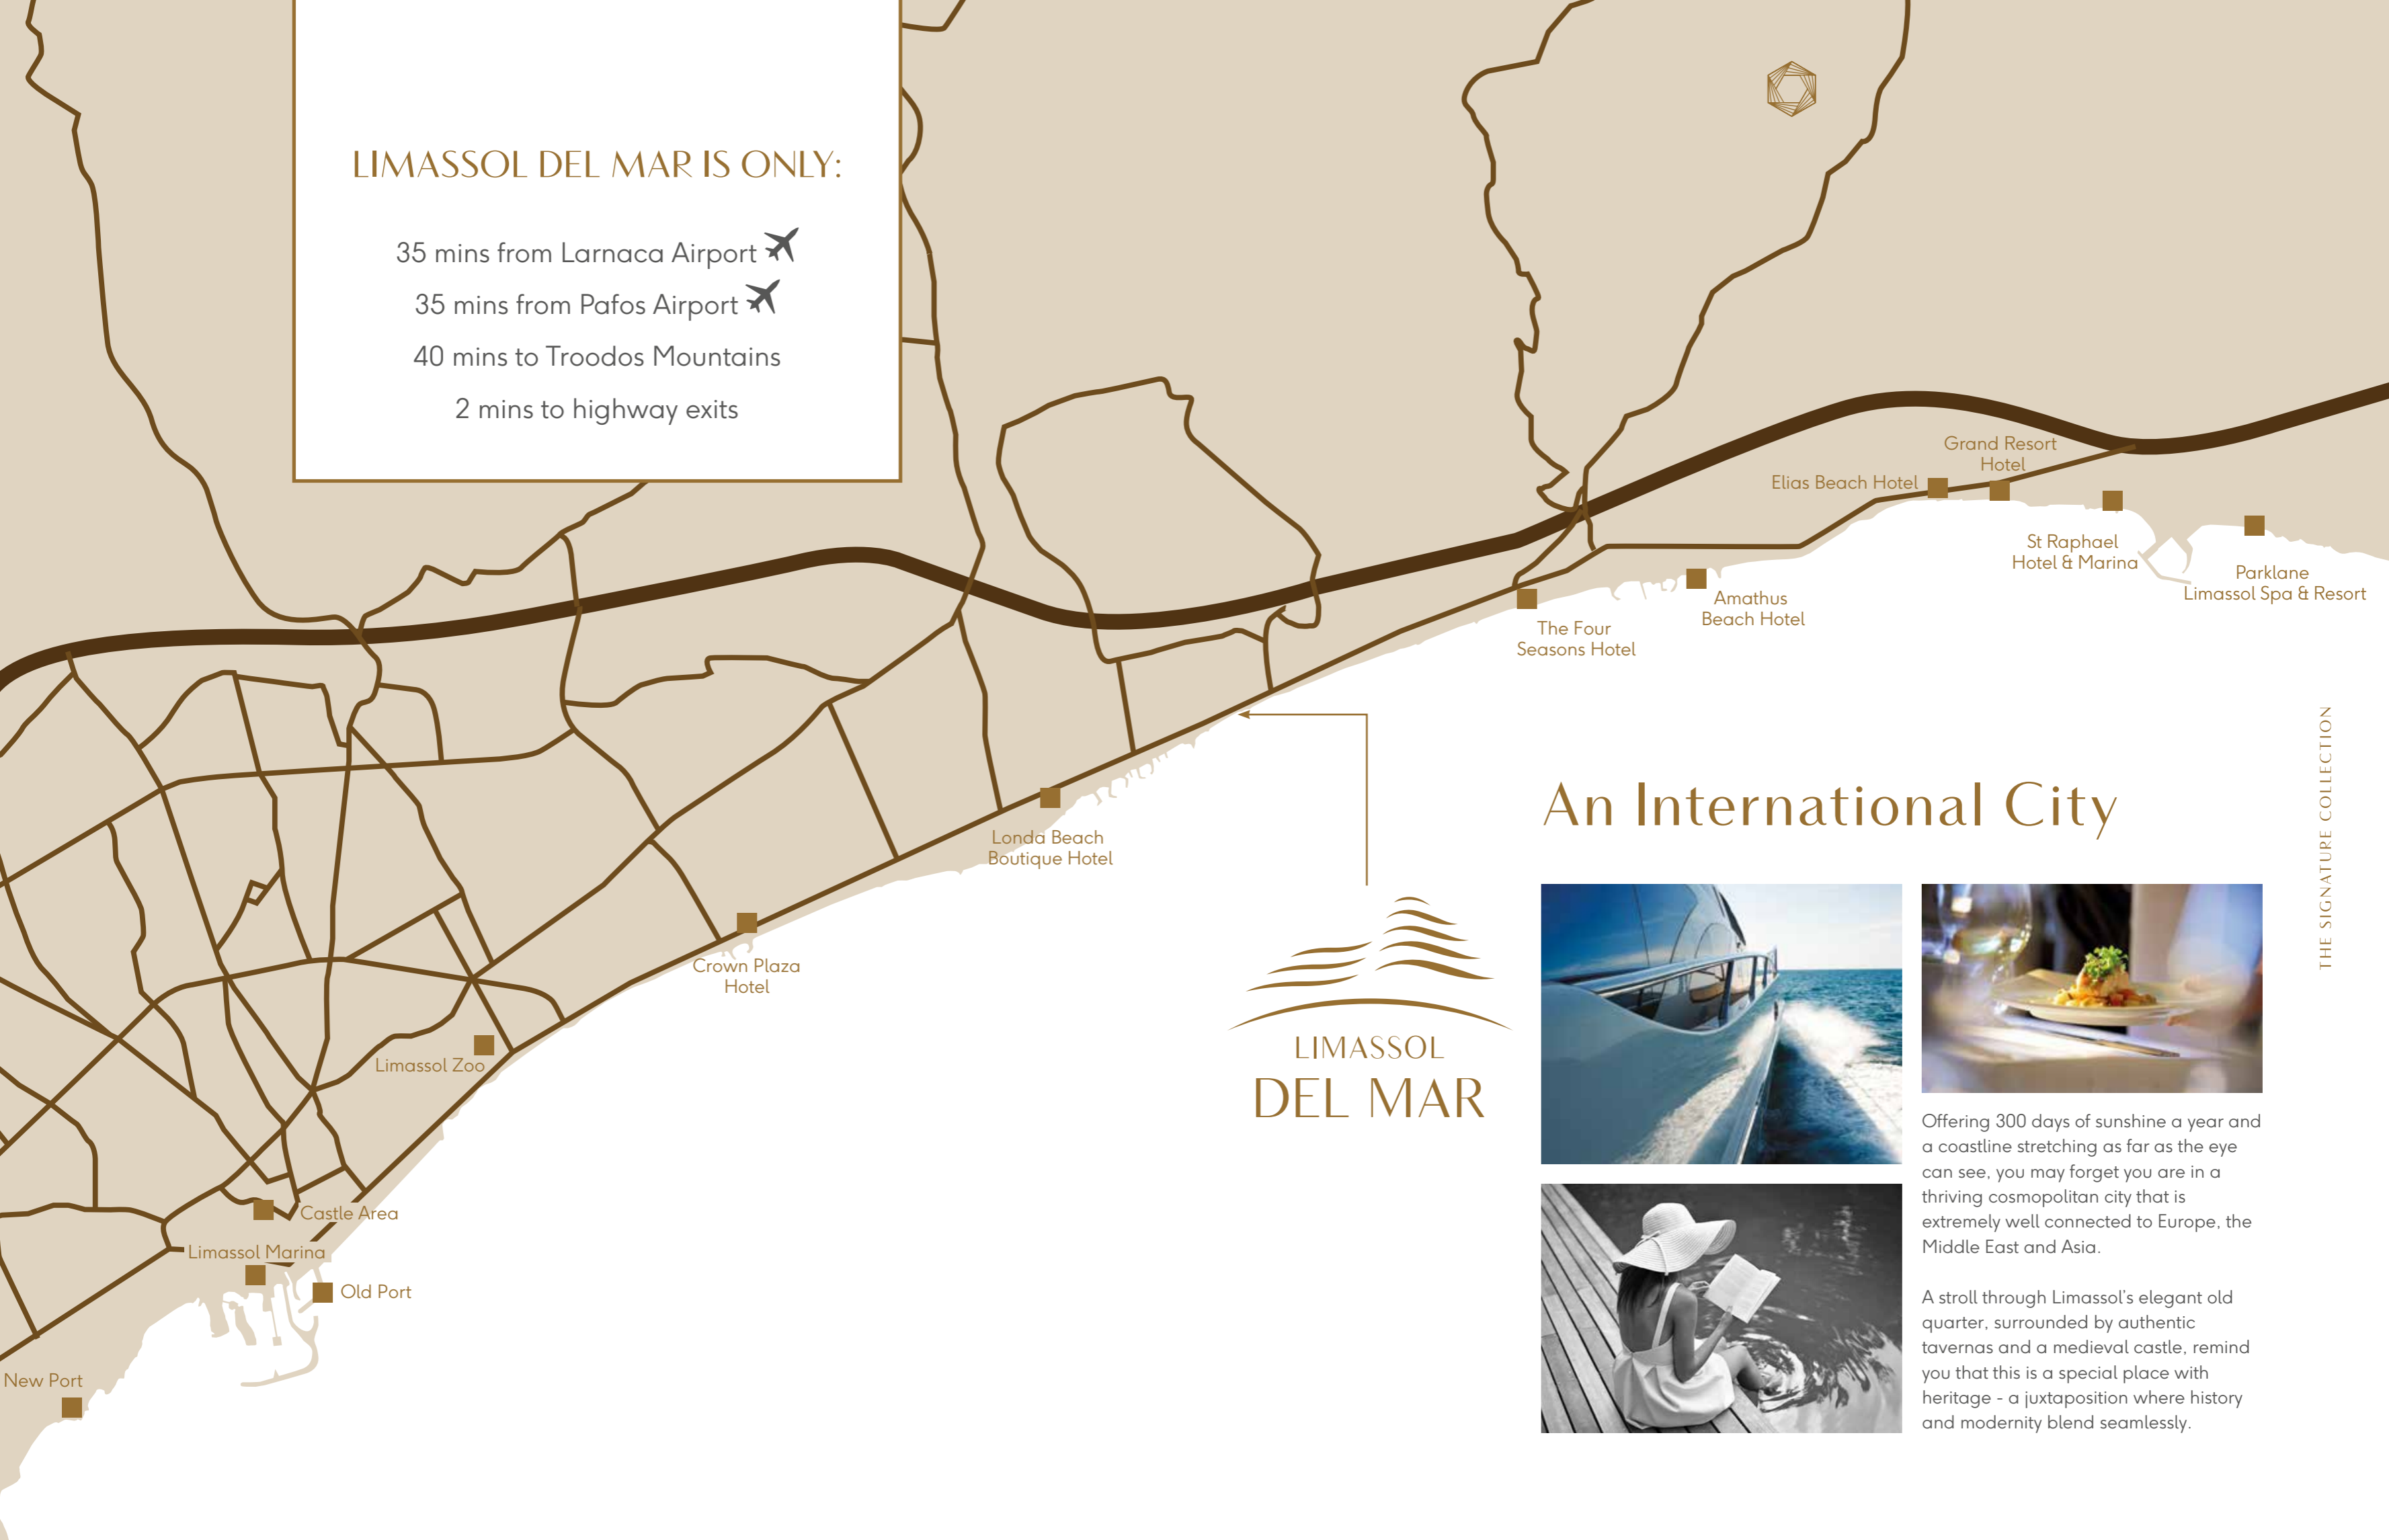 LIMASSOL DEL MAR IS ONLY:
35 mins from Larnaca Airport
35 mins from Pafos Airport
40 mins to Troodos Mountains
2 mins to highway exits
Grand Resort
Hotel
Elias Beach Hotel
St Raphael
Hotel & Marina
Parklane
Limassol Spa & Resort
Amathus
Beach Hotel
The Four
Seasons Hotel
Londa Beach
Boutique Hotel
Crown Plaza
Hotel
Limassol Zoo
Castle Area
Limassol Marina
Old Port
New Port
LIMASSOL
DEL MAR
An International City
THE SIGNATURE COLLECTION
Offering 300 days of sunshine a year and
a coastline stretching as far as the eye
can see, you may forget you are in a
thriving cosmopolitan city that is
extremely well connected to Europe, the
Middle East and Asia.
A stroll through Limassol's elegant old
quarter, surrounded by authentic
tavernas and a medieval castle, remind
you that this is a special place with
heritage - a juxtaposition where history
and modernity blend seamlessly.